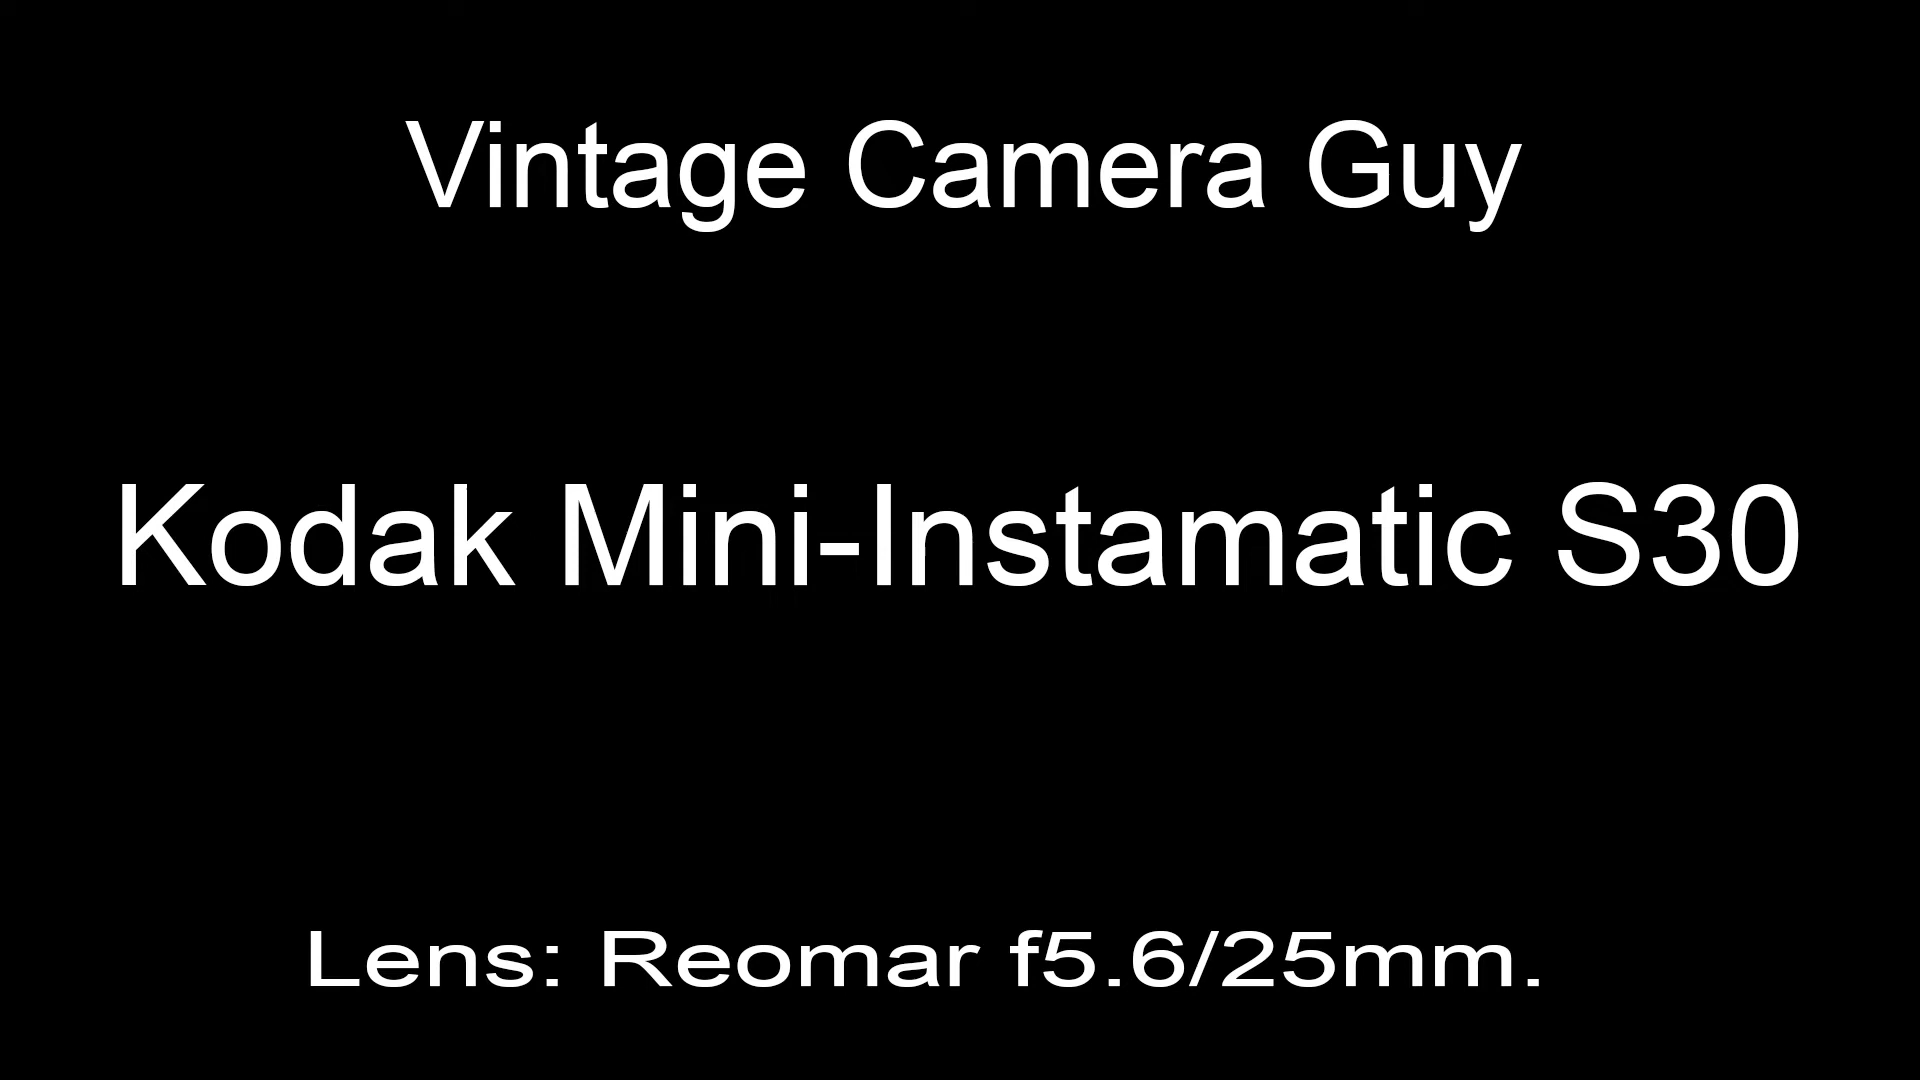 Vintage Camera Guy
Kodak Mini-Instamatic S30
Lens: Reomar f5.6/25mm.